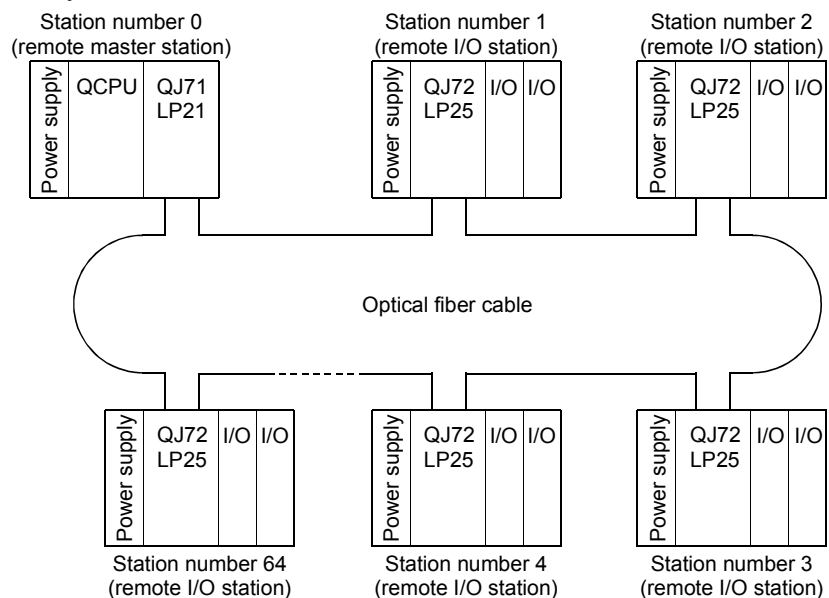 Station number 0
(remote master station)
Station number 1
(remote I/O station)
Station number 2
(remote I/O station)
Power supply
QCPU
QJ71
LP21
Power supply
QJ72
LP25
I/O
I/O
Power supply
QJ72
LP25
I/O
I/O
Optical fiber cable
Power supply
QJ72
LP25
I/O
I/O
Power supply
QJ72
LP25
I/O
I/O
Power supply
QJ72
LP25
I/O
I/O
Station number 64
(remote I/O station)
Station number 4
(remote I/O station)
Station number 3
(remote I/O station)